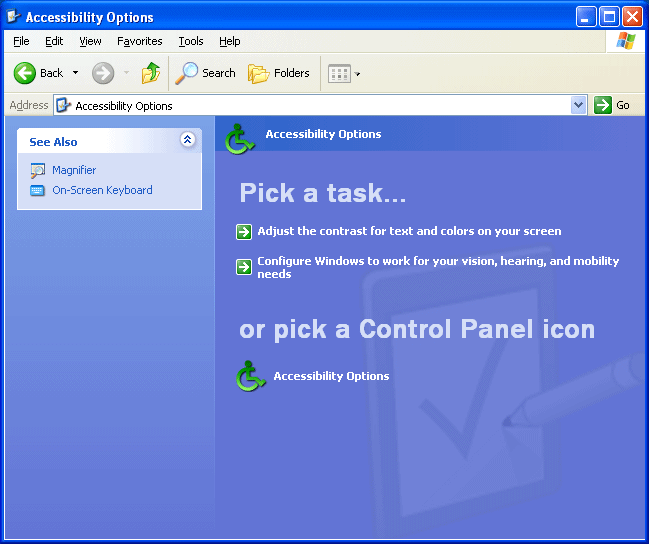 Accessibility Options
File Edit View Favorites Tools Help
Back Search Folders
Address Accessibility Options Go
See Also
Magnifier
On-Screen Keyboard
Accessibility Options
Pick a task...
Adjust the contrast for text and colors on your screen
Configure Windows to work for your vision, hearing, and mobility
needs
or pick a Control Panel icon
Accessibility Options